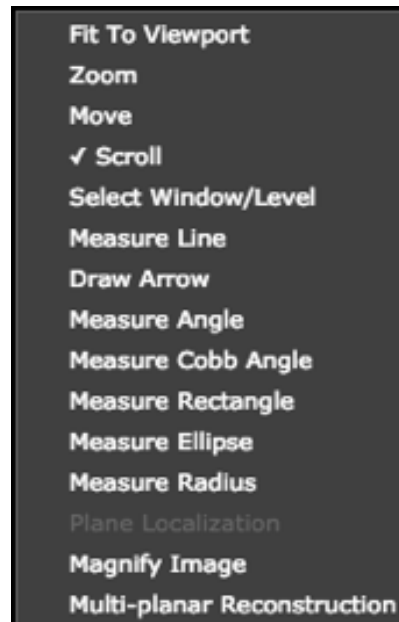 Fit To Viewport
Zoom
Move
✓ Scroll
Select Window/Level
Measure Line
Draw Arrow
Measure Angle
Measure Cobb Angle
Measure Rectangle
Measure Ellipse
Measure Radius
Plane Localization
Magnify Image
Multi-planar Reconstruction